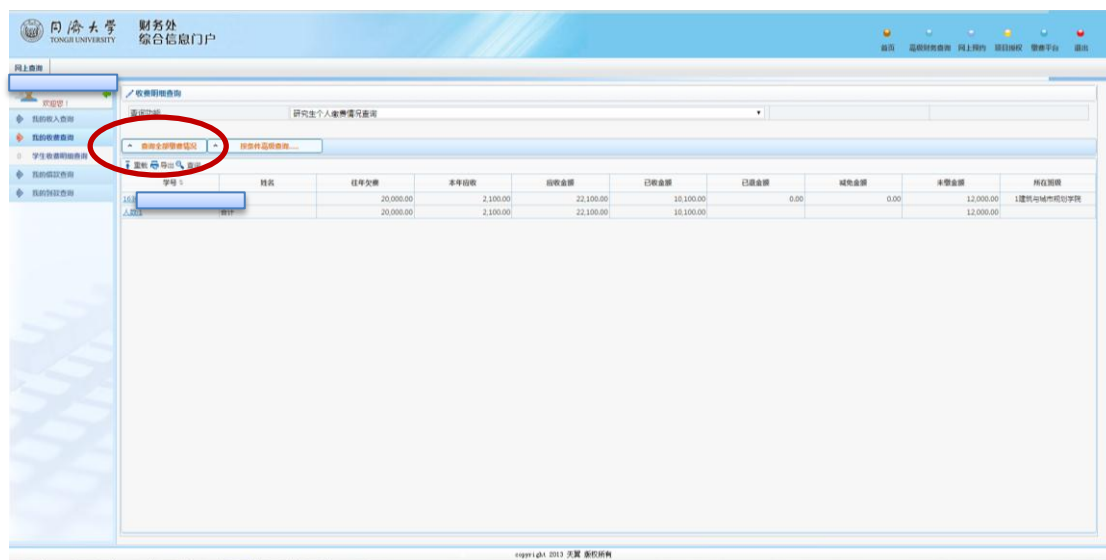 同济大学
TONGJI UNIVERSITY
财务处
综合信息门户
首页 高级财务查询 网上预约 项目授权 缴费平台 退出
网上查询
欢迎您！
我的收入查询
我的收费查询
学生收费明细查询
我的借款查询
我的到款查询
收费明细查询
查询功能 研究生个人缴费情况查询
查询全部缴费情况 按条件高级查询……
重置 导出 查询
学号 姓名 往年欠费 本年应收 应收金额 已收金额 已退金额 减免金额 未缴金额 所在班级
20,000.00 2,100.00 22,100.00 10,100.00 0.00 0.00 12,000.00 1建筑与城市规划学院
合计 20,000.00 2,100.00 22,100.00 10,100.00 12,000.00
copyright 2013 天翼 版权所有